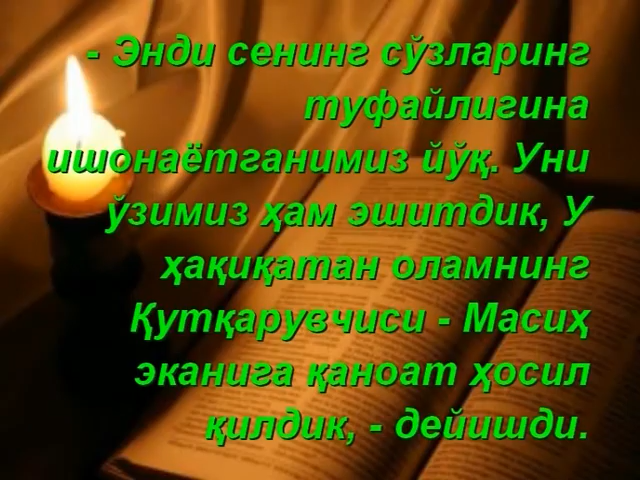 - Энди сенинг сўзларинг
туфайлигина
ишонаётганимиз йўқ. Уни
ўзимиз ҳам эшитдик, У
ҳақиқатан оламнинг
Қутқарувчиси - Масиҳ
эканига қаноат ҳосил
қилдик, - дейишди.